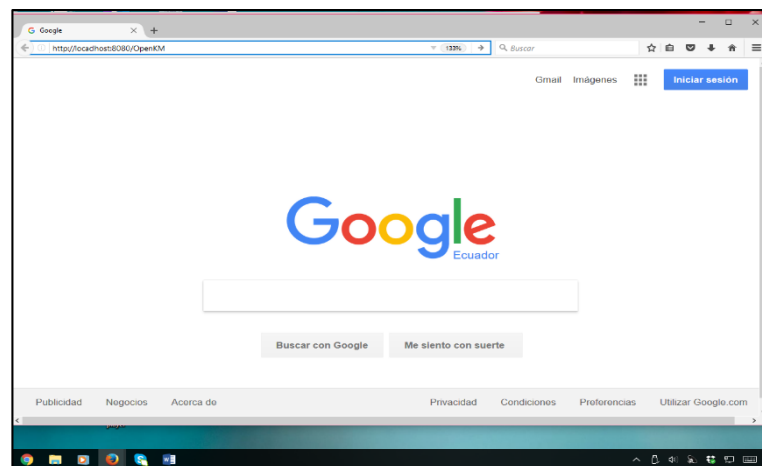 Google
http://locadhost:8080/OpenKM
133%
Buscar
Gmail Imágenes
Iniciar sesión
Google
Ecuador
Buscar con Google Me siento con suerte
Publicidad Negocios Acerca de Privacidad Condiciones Preferencias Utilizar Google.com